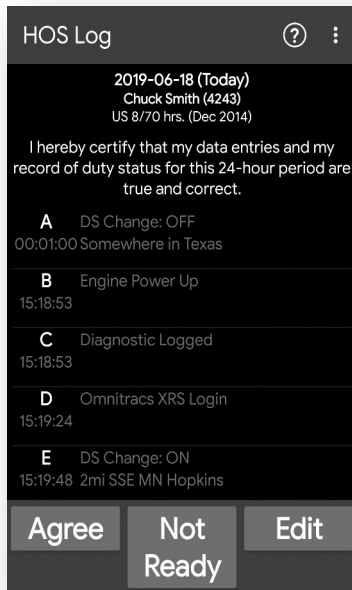 HOS Log
2019-06-18 (Today)
Chuck Smith (4243)
US 8/70 hrs. (Dec 2014)
I hereby certify that my data entries and my
record of duty status for this 24-hour period are
true and correct.
A DS Change: OFF
00:01:00 Somewhere in Texas
B Engine Power Up
15:18:53
C Diagnostic Logged
15:18:53
D Omnitracs XRS Login
15:19:24
E DS Change: ON
15:19:48 2mi SSE MN Hopkins
Agree Not Edit
Ready